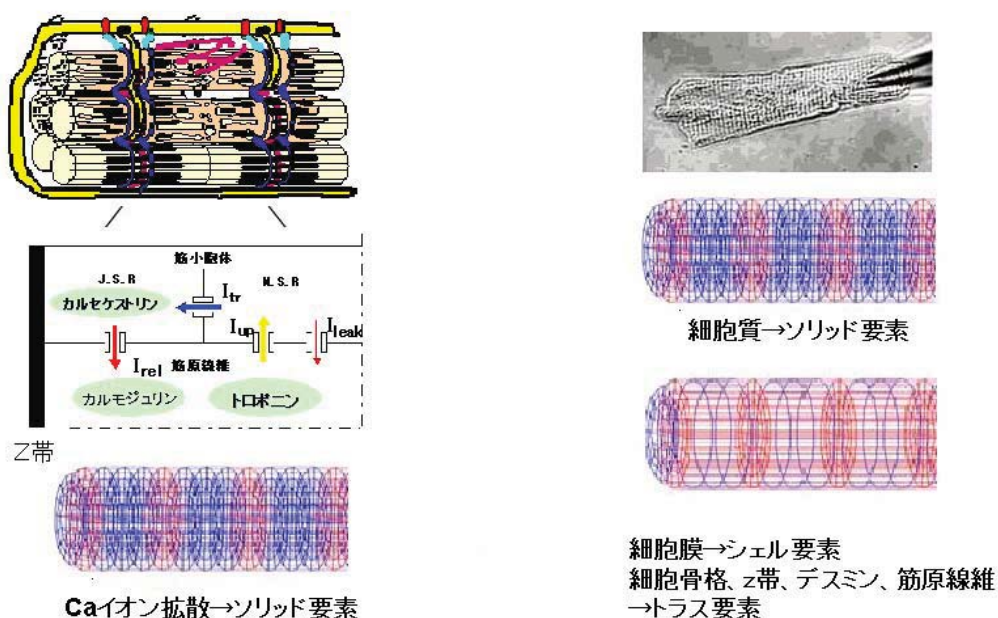 筋小胞体
J.S.R
N.S.R
カルセケストリン
Itr
Iup
Ileak
Irel
筋原線維
カルモジュリン
トロポニン
Z帯
Caイオン拡散→ソリッド要素
細胞質→ソリッド要素
細胞膜→シェル要素
細胞骨格、z帯、デスミン、筋原線維
→トラス要素